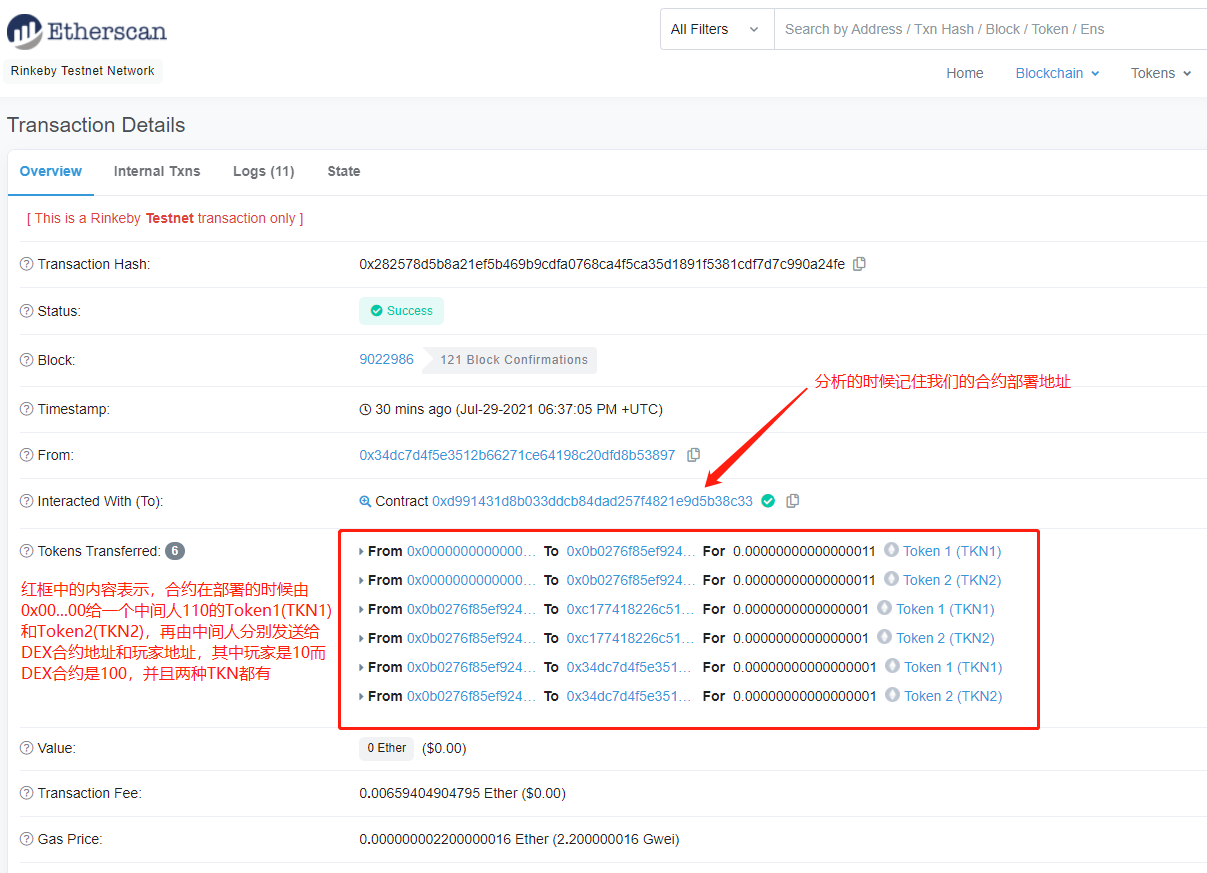 Etherscan
All Filters
Search by Address / Txn Hash / Block / Token / Ens
Rinkeby Testnet Network
Home Blockchain Tokens
Transaction Details
Overview Internal Txns Logs (11) State
[ This is a Rinkeby Testnet transaction only ]
Transaction Hash: 0x282578d5b8a21ef5b469b9cdfa0768ca4f5ca35d1891f5381cdf7d7c990a24fe
Status: Success
Block: 9022986 121 Block Confirmations
分析的时候记住我们的合约部署地址
Timestamp: 30 mins ago (Jul-29-2021 06:37:05 PM +UTC)
From: 0x34dc7d4f5e3512b66271ce64198c20dfd8b53897
Interacted With (To): Contract 0xd991431d8b033ddcb84dad257f4821e9d5b38c33
Tokens Transferred: 6
From 0x0000000000000... To 0x0b0276f85ef924... For 0.00000000000000011 Token 1 (TKN1)
From 0x0000000000000... To 0x0b0276f85ef924... For 0.00000000000000011 Token 2 (TKN2)
From 0x0b0276f85ef924... To 0xc177418226c51... For 0.0000000000000001 Token 1 (TKN1)
From 0x0b0276f85ef924... To 0xc177418226c51... For 0.0000000000000001 Token 2 (TKN2)
From 0x0b0276f85ef924... To 0x34dc7d4f5e351... For 0.00000000000000001 Token 1 (TKN1)
From 0x0b0276f85ef924... To 0x34dc7d4f5e351... For 0.00000000000000001 Token 2 (TKN2)
红框中的内容表示，合约在部署的时候由
0x00...00给一个中间人110的Token1(TKN1)
和Token2(TKN2)，再由中间人分别发送给
DEX合约地址和玩家地址，其中玩家是10而
DEX合约是100，并且两种TKN都有
Value: 0 Ether ($0.00)
Transaction Fee: 0.00659404904795 Ether ($0.00)
Gas Price: 0.000000002200000016 Ether (2.200000016 Gwei)